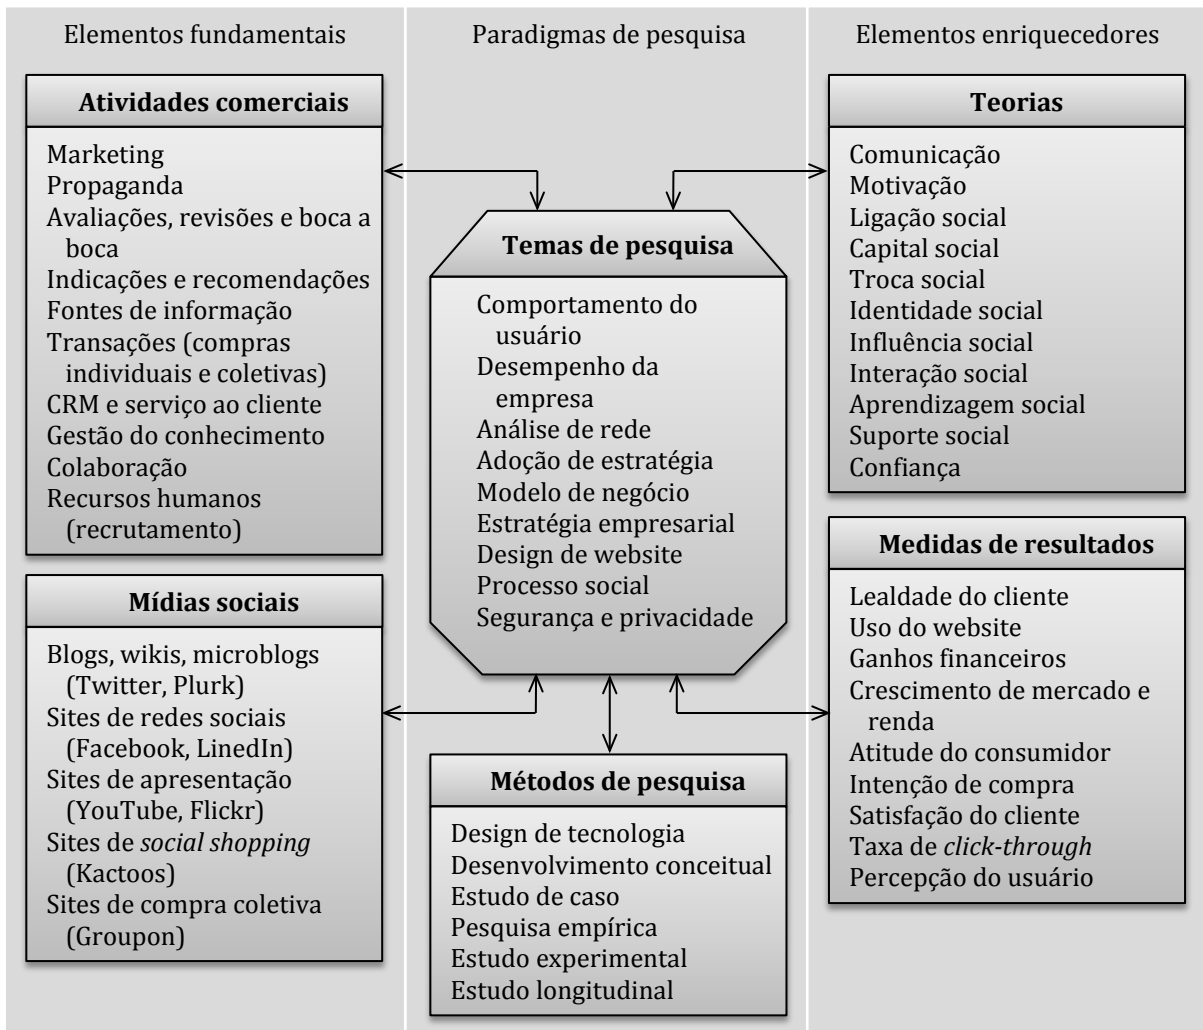 Elementos fundamentais
Atividades comerciais
Marketing
Propaganda
Avaliações, revisões e boca a
boca
Indicações e recomendações
Fontes de informação
Transações (compras
individuais e coletivas)
CRM e serviço ao cliente
Gestão do conhecimento
Colaboração
Recursos humanos
(recrutamento)
Mídias sociais
Blogs, wikis, microblogs
(Twitter, Plurk)
Sites de redes sociais
(Facebook, LinedIn)
Sites de apresentação
(YouTube, Flickr)
Sites de social shopping
(Kactoos)
Sites de compra coletiva
(Groupon)
Paradigmas de pesquisa
Temas de pesquisa
Comportamento do
usuário
Desempenho da
empresa
Análise de rede
Adoção de estratégia
Modelo de negócio
Estratégia empresarial
Design de website
Processo social
Segurança e privacidade
Métodos de pesquisa
Design de tecnologia
Desenvolvimento conceitual
Estudo de caso
Pesquisa empírica
Estudo experimental
Estudo longitudinal
Elementos enriquecedores
Teorias
Comunicação
Motivação
Ligação social
Capital social
Troca social
Identidade social
Influência social
Interação social
Aprendizagem social
Suporte social
Confiança
Medidas de resultados
Lealdade do cliente
Uso do website
Ganhos financeiros
Crescimento de mercado e
renda
Atitude do consumidor
Intenção de compra
Satisfação do cliente
Taxa de click-through
Percepção do usuário